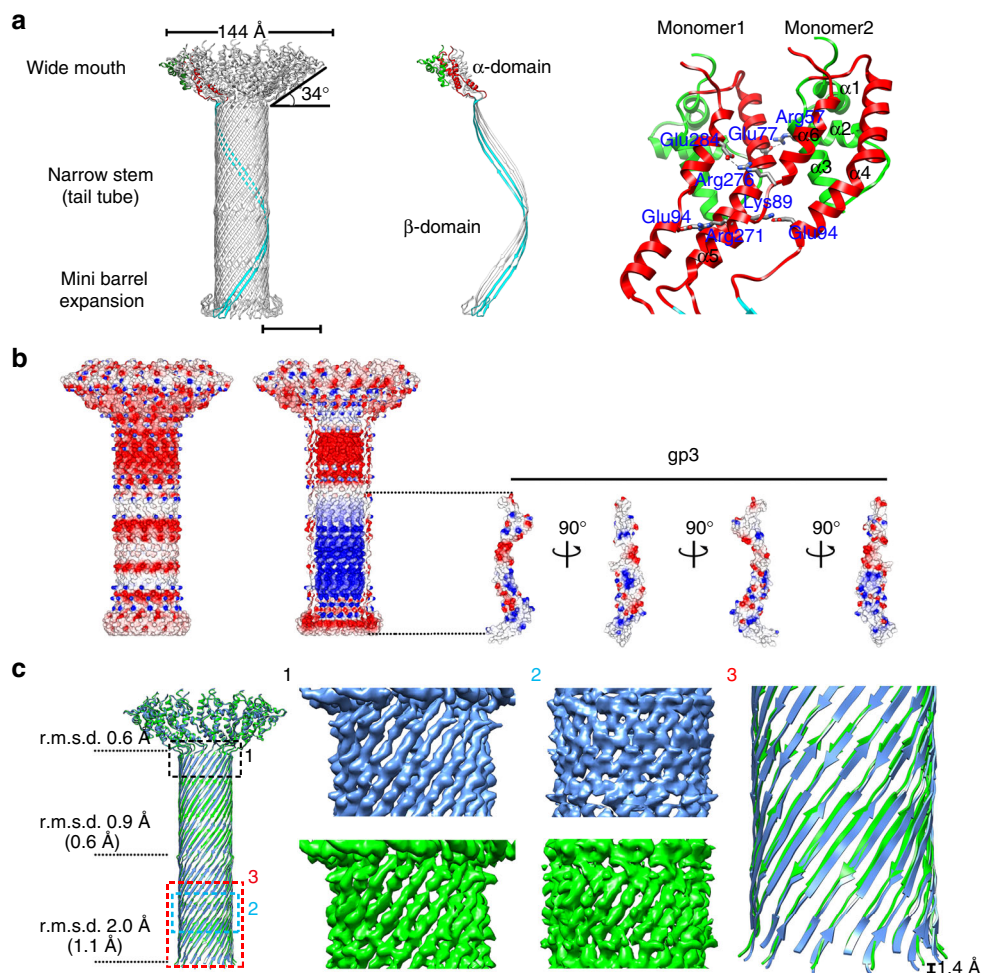 a
144 Å
Wide mouth
34°
Narrow stem
(tail tube)
Mini barrel
expansion
α-domain
β-domain
Monomer1
Monomer2
α1
Arg57
Glu284
Glu77
α6
α2
α3
α4
Arg276
Lys89
Glu94
Arg271
Glu94
α5
b
gp3
90°
90°
90°
90°
c
r.m.s.d. 0.6 Å
r.m.s.d. 0.9 Å
(0.6 Å)
r.m.s.d. 2.0 Å
(1.1 Å)
1
3
2
1
2
3
1.4 Å